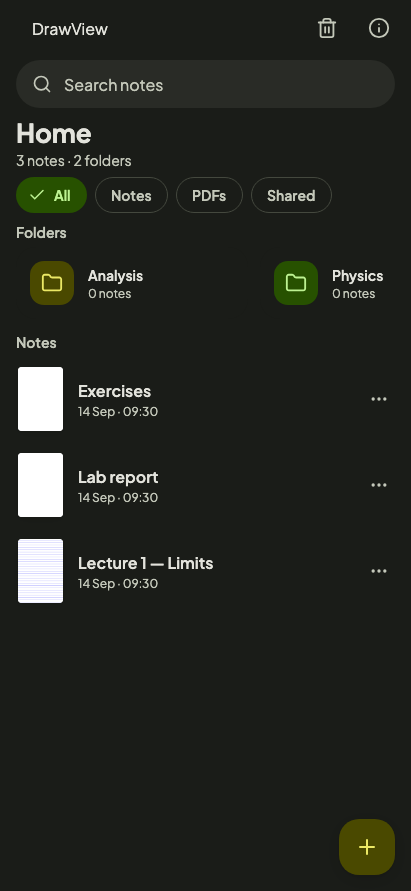 DrawView
Search notes
Home
3 notes · 2 folders
All
Notes
PDFs
Shared
Folders
Analysis
0 notes
Physics
0 notes
Notes
Exercises
14 Sep · 09:30
Lab report
14 Sep · 09:30
Lecture 1 — Limits
14 Sep · 09:30